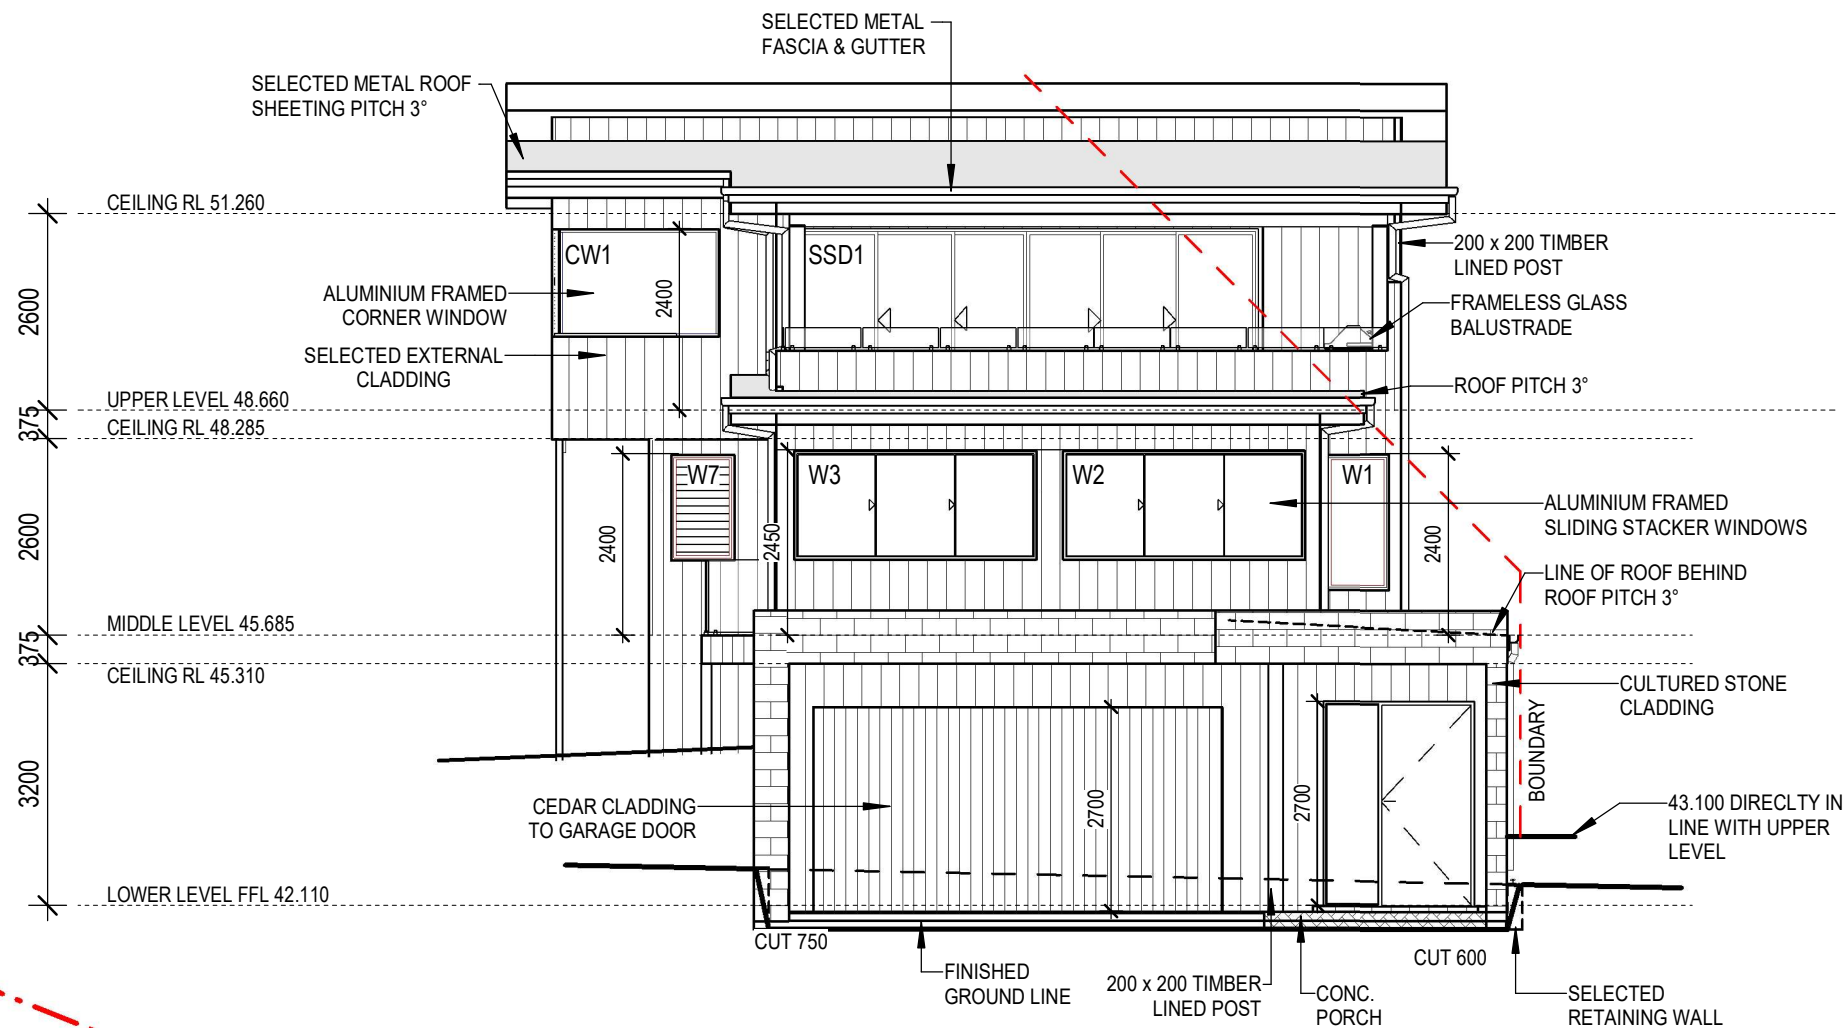 SELECTED METAL
FASCIA & GUTTER
SELECTED METAL ROOF
SHEETING PITCH 3°
CEILING RL 51.260
CW1
SSD1
200 x 200 TIMBER
LINED POST
ALUMINIUM FRAMED
CORNER WINDOW
2400
2600
FRAMELESS GLASS
BALUSTRADE
SELECTED EXTERNAL
CLADDING
ROOF PITCH 3°
UPPER LEVEL 48.660
375
CEILING RL 48.285
W7
W3
W2
W1
ALUMINIUM FRAMED
SLIDING STACKER WINDOWS
2600
2400
2450
2400
LINE OF ROOF BEHIND
ROOF PITCH 3°
MIDDLE LEVEL 45.685
375
CEILING RL 45.310
CULTURED STONE
CLADDING
BOUNDARY
3200
CEDAR CLADDING
TO GARAGE DOOR
2700
2700
43.100 DIRECLTY IN
LINE WITH UPPER
LEVEL
LOWER LEVEL FFL 42.110
CUT 750
CUT 600
FINISHED
GROUND LINE
200 x 200 TIMBER
LINED POST
CONC.
PORCH
SELECTED
RETAINING WALL